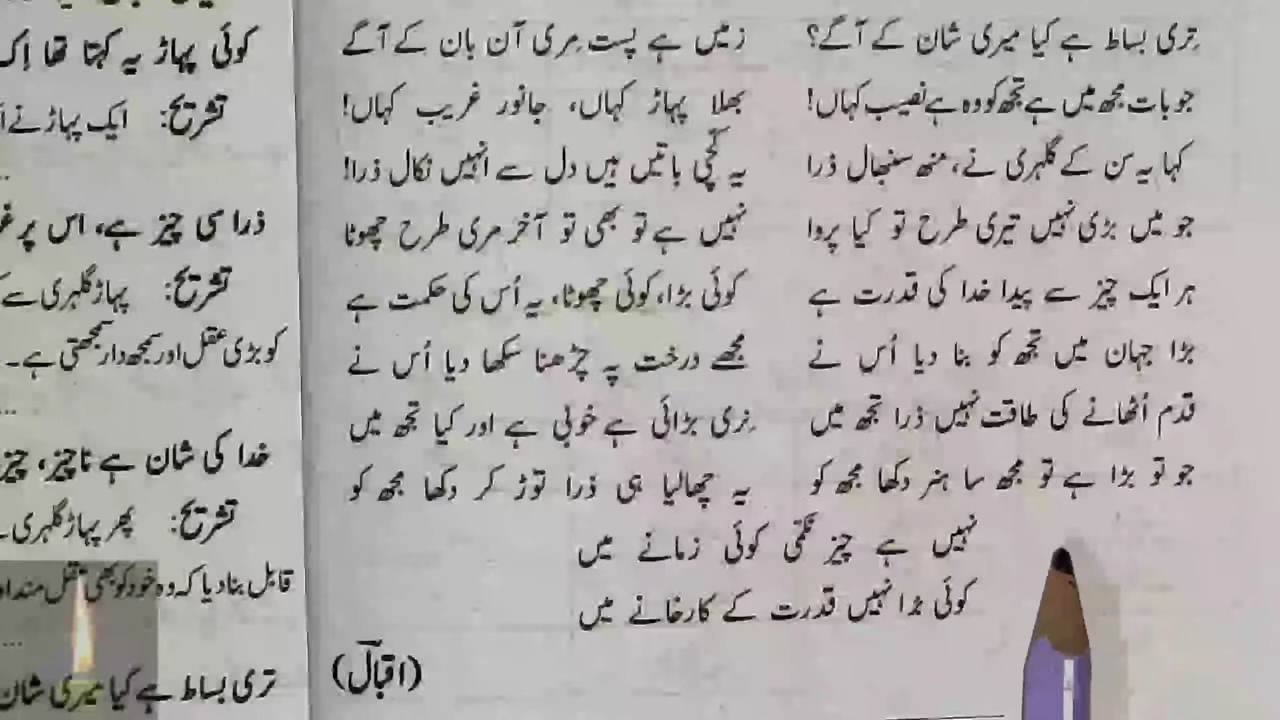 تری بساط ہے کیا میری شان کے آگے؟ زمیں ہے پست مری آن بان کے آگے
جو بات مجھ میں ہے تجھ کو وہ ہے نصیب کہاں! بھلا پہاڑ کہاں، جانور غریب کہاں!
کہا یہ سن کے گلہری نے، منھ سنبھال ذرا یہ کچّی باتیں ہیں دل سے انہیں نکال ذرا!
جو میں بڑی نہیں تیری طرح تو کیا پروا نہیں ہے تو بھی تو آخر مری طرح چھوٹا
ہر ایک چیز سے پیدا خدا کی قدرت ہے کوئی بڑا، کوئی چھوٹا، یہ اُس کی حکمت ہے
بڑا جہان میں تجھ کو بنا دیا اُس نے مجھے درخت پہ چڑھنا سکھا دیا اُس نے
قدم اُٹھانے کی طاقت نہیں ذرا تجھ میں نِری بڑائی ہے خوبی ہے اور کیا تجھ میں
جو تو بڑا ہے تو مجھ سا ہنر دکھا مجھ کو یہ چھالیا ہی ذرا توڑ کر دکھا مجھ کو
نہیں ہے چیز نکمّی کوئی زمانے میں
کوئی بڑا نہیں قدرت کے کارخانے میں
(اقبالؔ)
کوئی پہاڑ یہ کہتا تھا اِک
تشریح: ایک پہاڑ نے
...
ذرا سی چیز ہے، اس پر
تشریح: پہاڑ گلہری سے
کو بڑی عقل اور سمجھ دار سمجھتی ہے۔
...
خدا کی شان ہے ناچیز، چیز
تشریح: پھر پہاڑ گلہری
قابل بنا دیا کہ وہ خود کو بھی عقل مند
...
تری بساط ہے کیا میری شان